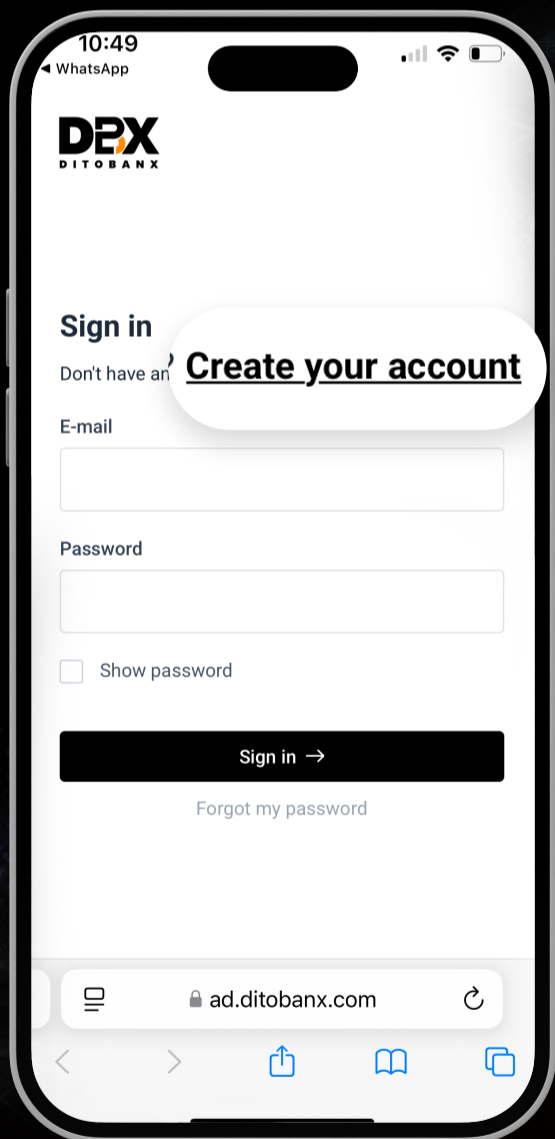 10:49
WhatsApp
DBX
DITOBANX
Sign in
Don't have an
Create your account
E-mail
Password
Show password
Sign in →
Forgot my password
ad.ditobanx.com